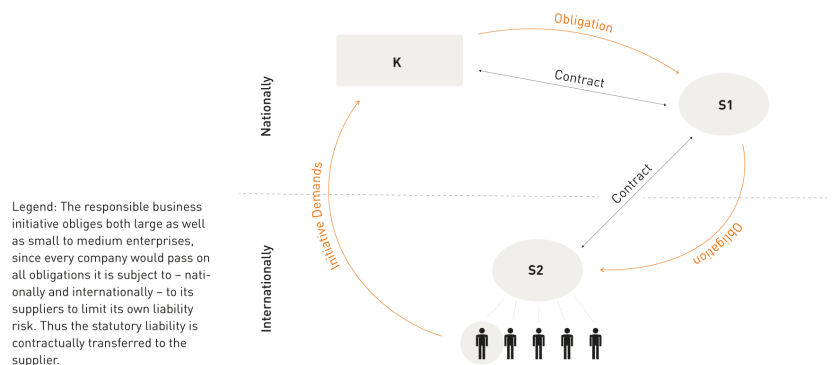 Obligation
K
Contract
S1
Nationally
Contract
Initiative Demands
Obligation
Internationally
S2
Legend: The responsible business
initiative obliges both large as well
as small to medium enterprises,
since every company would pass on
all obligations it is subject to – nati-
onally and internationally – to its
suppliers to limit its own liability
risk. Thus the statutory liability is
contractually transferred to the
supplier.